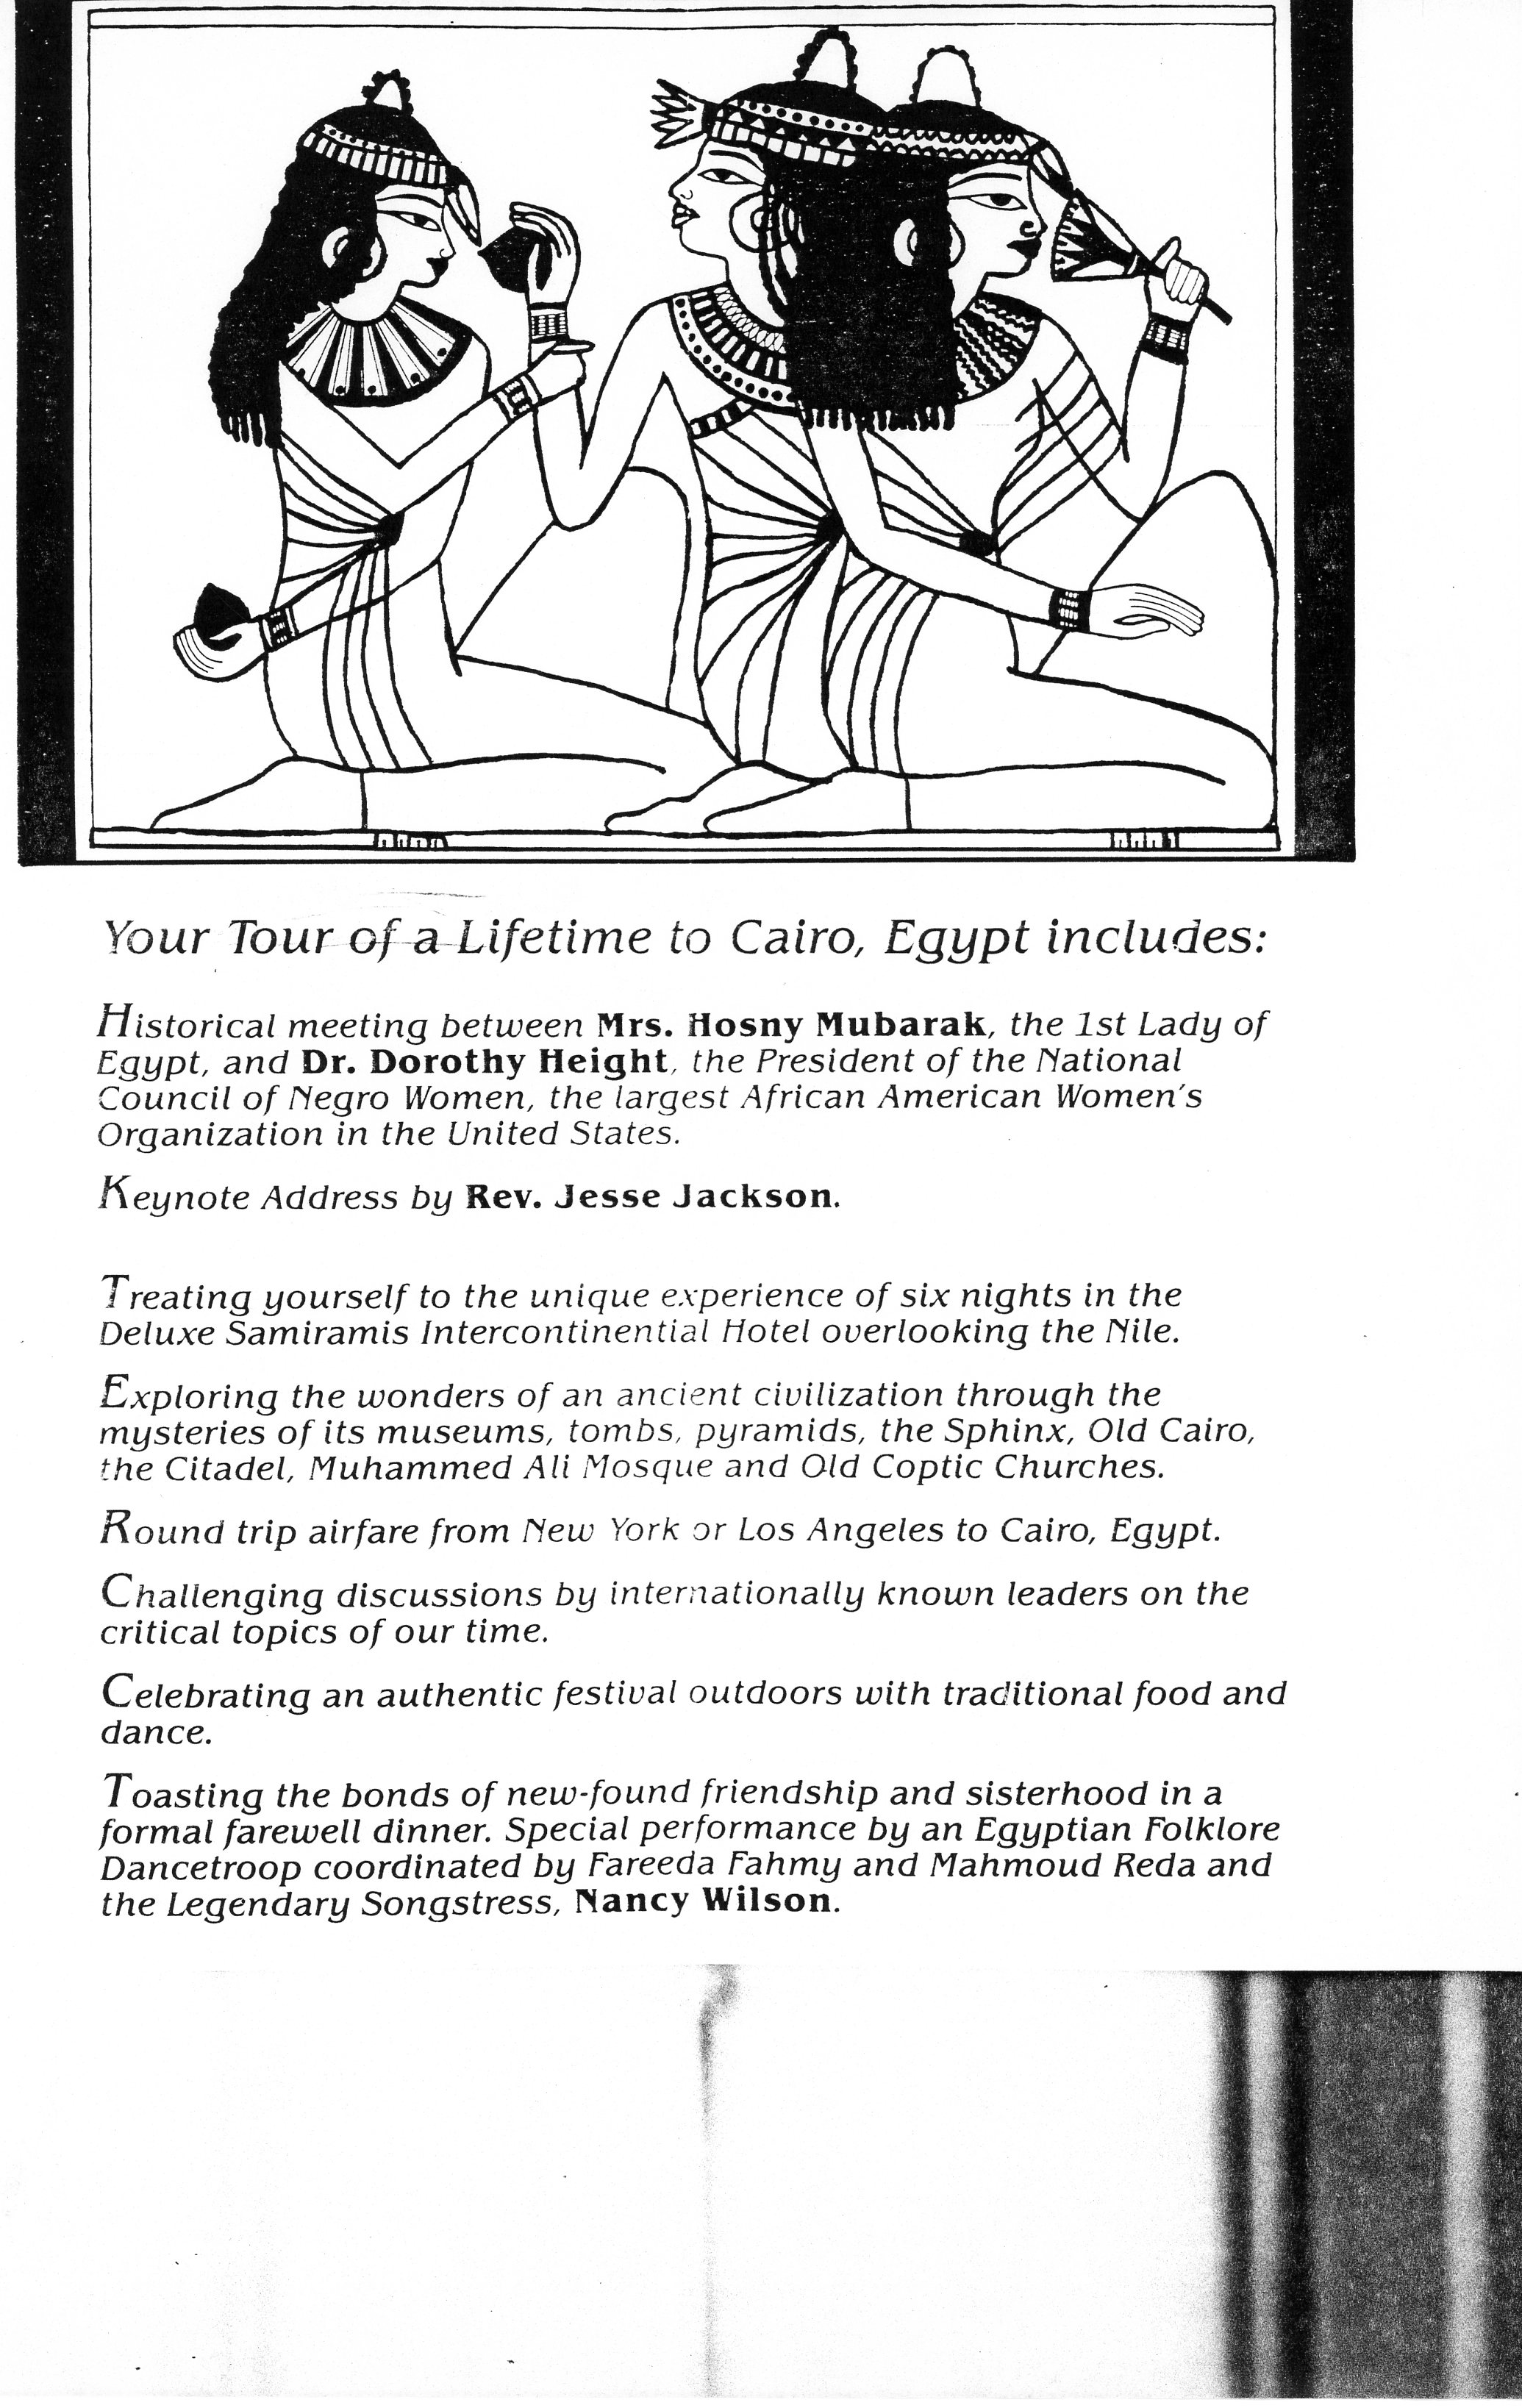 Your Tour of a Lifetime to Cairo, Egypt includes:
Historical meeting between Mrs. Hosny Mubarak, the 1st Lady of
Egypt, and Dr. Dorothy Height, the President of the National
Council of Negro Women, the largest African American Women's
Organization in the United States.
Keynote Address by Rev. Jesse Jackson.
Treating yourself to the unique experience of six nights in the
Deluxe Samiramis Intercontinential Hotel overlooking the Nile.
Exploring the wonders of an ancient civilization through the
mysteries of its museums, tombs, pyramids, the Sphinx, Old Cairo,
the Citadel, Muhammed Ali Mosque and Old Coptic Churches.
Round trip airfare from New York or Los Angeles to Cairo, Egypt.
Challenging discussions by internationally known leaders on the
critical topics of our time.
Celebrating an authentic festival outdoors with traditional food and
dance.
Toasting the bonds of new-found friendship and sisterhood in a
formal farewell dinner. Special performance by an Egyptian Folklore
Dancetroop coordinated by Fareeda Fahmy and Mahmoud Reda and
the Legendary Songstress, Nancy Wilson.